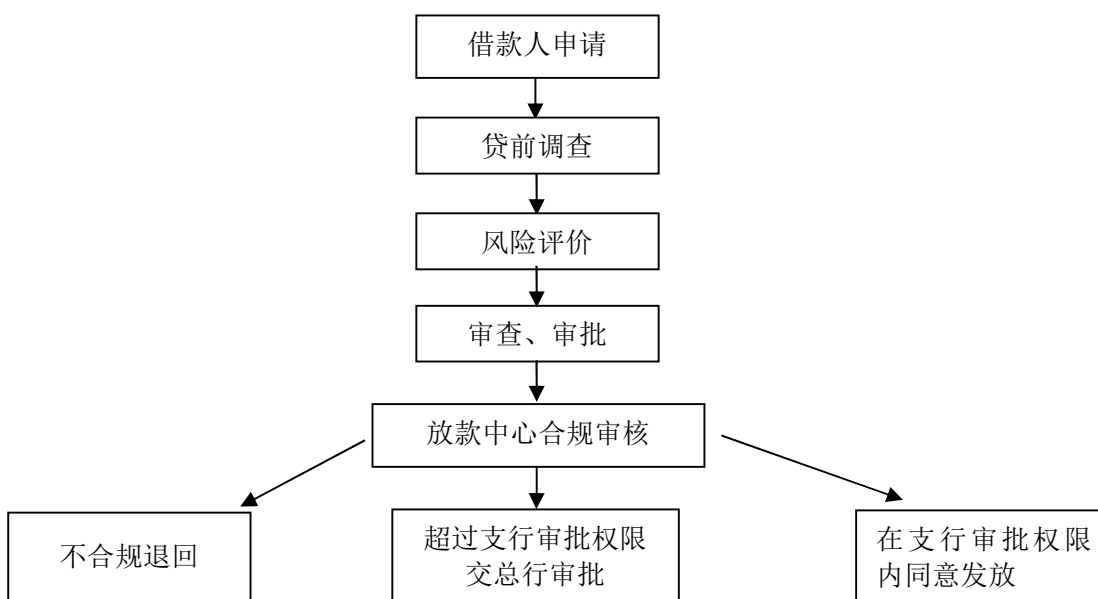 借款人申请
贷前调查
风险评价
审查、审批
放款中心合规审核
不合规退回
超过支行审批权限
交总行审批
在支行审批权限
内同意发放